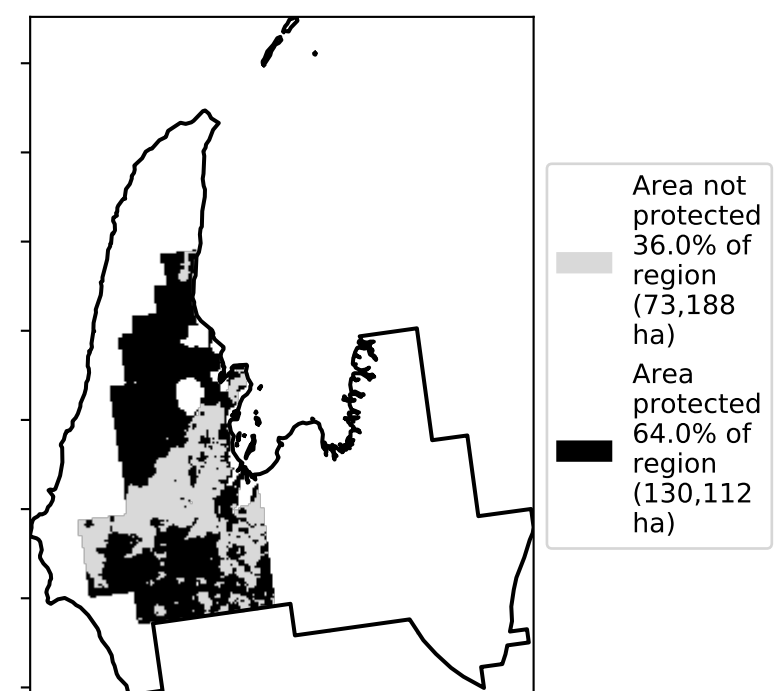 Area not
protected
36.0% of
region
(73,188
ha)
Area
protected
64.0% of
region
(130,112
ha)